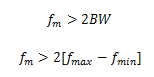 fₘ > 2BW
fₘ > 2[fₘₐₓ − fₘᵢₙ]